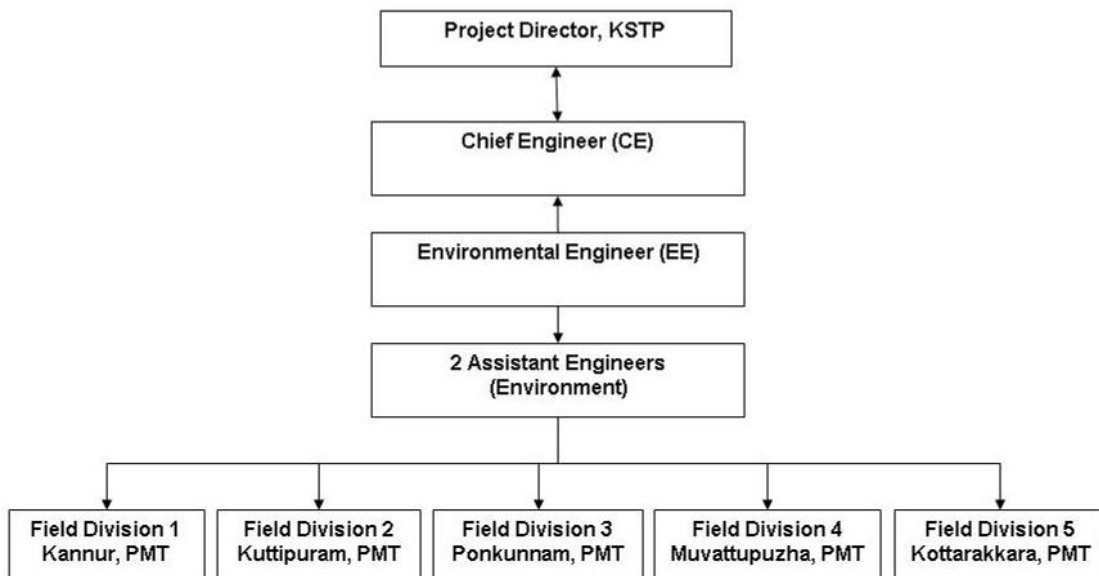 Project Director, KSTP
Chief Engineer (CE)
Environmental Engineer (EE)
2 Assistant Engineers
(Environment)
Field Division 1
Kannur, PMT
Field Division 2
Kuttipuram, PMT
Field Division 3
Ponkunnam, PMT
Field Division 4
Muvattupuzha, PMT
Field Division 5
Kottarakkara, PMT